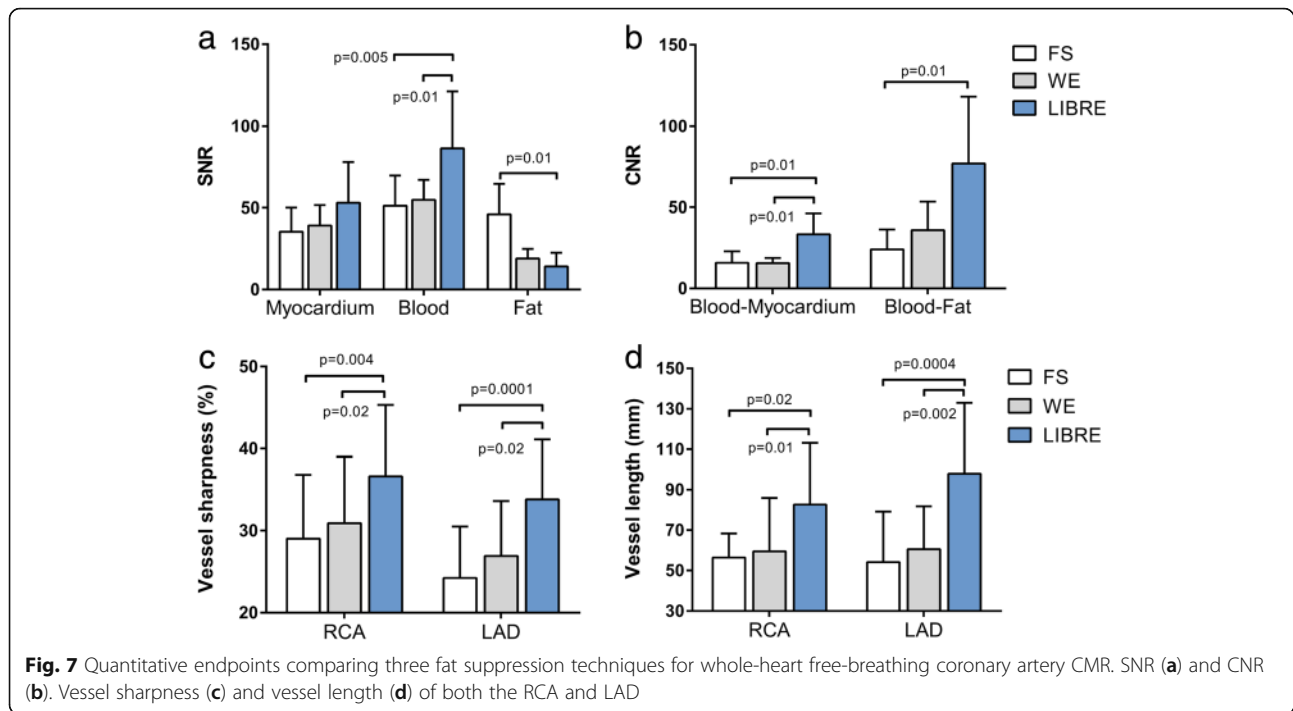 a
150
100
50
0
SNR
p=0.005
p=0.01
p=0.01
Myocardium Blood Fat
b
150
100
50
0
CNR
p=0.01
p=0.01
p=0.01
Blood-Myocardium Blood-Fat
FS
WE
LIBRE
c
50
40
30
20
Vessel sharpness (%)
p=0.004
p=0.02
p=0.0001
p=0.02
RCA LAD
d
150
130
110
90
70
50
30
Vessel length (mm)
p=0.02
p=0.01
p=0.0004
p=0.002
RCA LAD
FS
WE
LIBRE
Fig. 7 Quantitative endpoints comparing three fat suppression techniques for whole-heart free-breathing coronary artery CMR. SNR (a) and CNR
(b). Vessel sharpness (c) and vessel length (d) of both the RCA and LAD